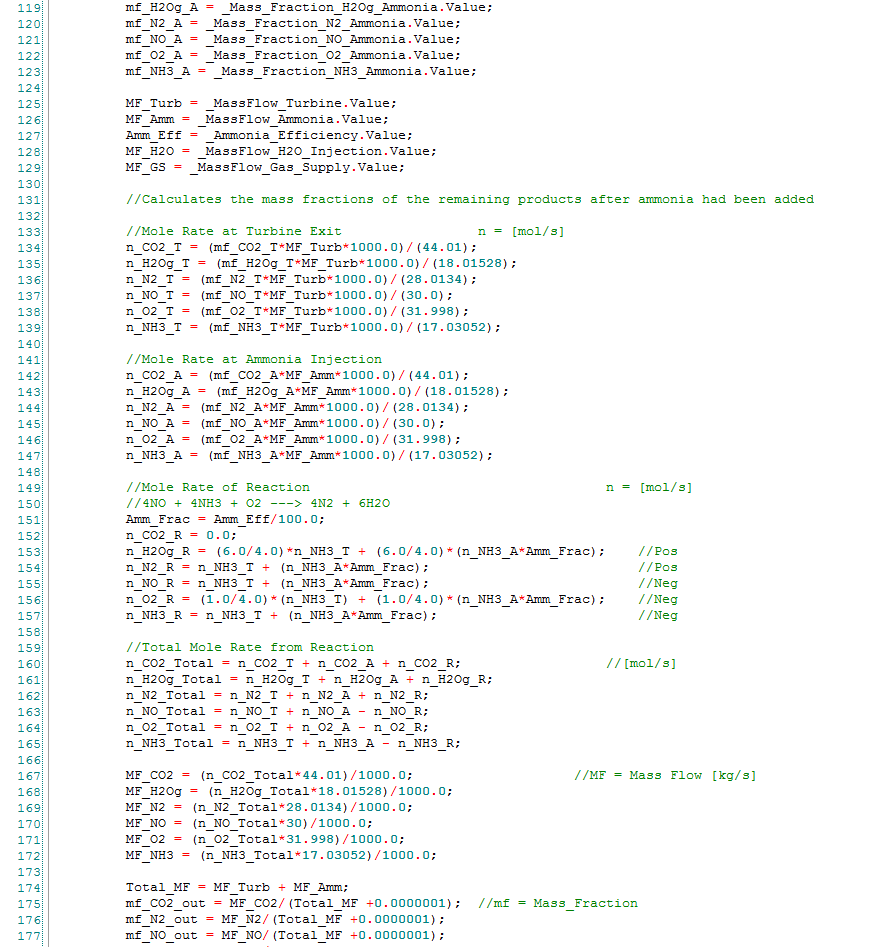 119 mf_H2Og_A = _Mass_Fraction_H2Og_Ammonia.Value;
120 mf_N2_A = _Mass_Fraction_N2_Ammonia.Value;
121 mf_NO_A = _Mass_Fraction_NO_Ammonia.Value;
122 mf_O2_A = _Mass_Fraction_O2_Ammonia.Value;
123 mf_NH3_A = _Mass_Fraction_NH3_Ammonia.Value;
124
125 MF_Turb = _MassFlow_Turbine.Value;
126 MF_Amm = _MassFlow_Ammonia.Value;
127 Amm_Eff = _Ammonia_Efficiency.Value;
128 MF_H2O = _MassFlow_H2O_Injection.Value;
129 MF_GS = _MassFlow_Gas_Supply.Value;
130
131 //Calculates the mass fractions of the remaining products after ammonia had been added
132
133 //Mole Rate at Turbine Exit n = [mol/s]
134 n_CO2_T = (mf_CO2_T*MF_Turb*1000.0)/(44.01);
135 n_H2Og_T = (mf_H2Og_T*MF_Turb*1000.0)/(18.01528);
136 n_N2_T = (mf_N2_T*MF_Turb*1000.0)/(28.0134);
137 n_NO_T = (mf_NO_T*MF_Turb*1000.0)/(30.0);
138 n_O2_T = (mf_O2_T*MF_Turb*1000.0)/(31.998);
139 n_NH3_T = (mf_NH3_T*MF_Turb*1000.0)/(17.03052);
140
141 //Mole Rate at Ammonia Injection
142 n_CO2_A = (mf_CO2_A*MF_Amm*1000.0)/(44.01);
143 n_H2Og_A = (mf_H2Og_A*MF_Amm*1000.0)/(18.01528);
144 n_N2_A = (mf_N2_A*MF_Amm*1000.0)/(28.0134);
145 n_NO_A = (mf_NO_A*MF_Amm*1000.0)/(30.0);
146 n_O2_A = (mf_O2_A*MF_Amm*1000.0)/(31.998);
147 n_NH3_A = (mf_NH3_A*MF_Amm*1000.0)/(17.03052);
148
149 //Mole Rate of Reaction n = [mol/s]
150 //4NO + 4NH3 + O2 ---> 4N2 + 6H2O
151 Amm_Frac = Amm_Eff/100.0;
152 n_CO2_R = 0.0;
153 n_H2Og_R = (6.0/4.0)*n_NH3_T + (6.0/4.0)*(n_NH3_A*Amm_Frac); //Pos
154 n_N2_R = n_NH3_T + (n_NH3_A*Amm_Frac); //Pos
155 n_NO_R = n_NH3_T + (n_NH3_A*Amm_Frac); //Neg
156 n_O2_R = (1.0/4.0)*(n_NH3_T) + (1.0/4.0)*(n_NH3_A*Amm_Frac); //Neg
157 n_NH3_R = n_NH3_T + (n_NH3_A*Amm_Frac); //Neg
158
159 //Total Mole Rate from Reaction
160 n_CO2_Total = n_CO2_T + n_CO2_A + n_CO2_R; //[mol/s]
161 n_H2Og_Total = n_H2Og_T + n_H2Og_A + n_H2Og_R;
162 n_N2_Total = n_N2_T + n_N2_A + n_N2_R;
163 n_NO_Total = n_NO_T + n_NO_A - n_NO_R;
164 n_O2_Total = n_O2_T + n_O2_A - n_O2_R;
165 n_NH3_Total = n_NH3_T + n_NH3_A - n_NH3_R;
166
167 MF_CO2 = (n_CO2_Total*44.01)/1000.0; //MF = Mass Flow [kg/s]
168 MF_H2Og = (n_H2Og_Total*18.01528)/1000.0;
169 MF_N2 = (n_N2_Total*28.0134)/1000.0;
170 MF_NO = (n_NO_Total*30)/1000.0;
171 MF_O2 = (n_O2_Total*31.998)/1000.0;
172 MF_NH3 = (n_NH3_Total*17.03052)/1000.0;
173
174 Total_MF = MF_Turb + MF_Amm;
175 mf_CO2_out = MF_CO2/(Total_MF +0.0000001); //mf = Mass_Fraction
176 mf_N2_out = MF_N2/(Total_MF +0.0000001);
177 mf_NO_out = MF_NO/(Total_MF +0.0000001);